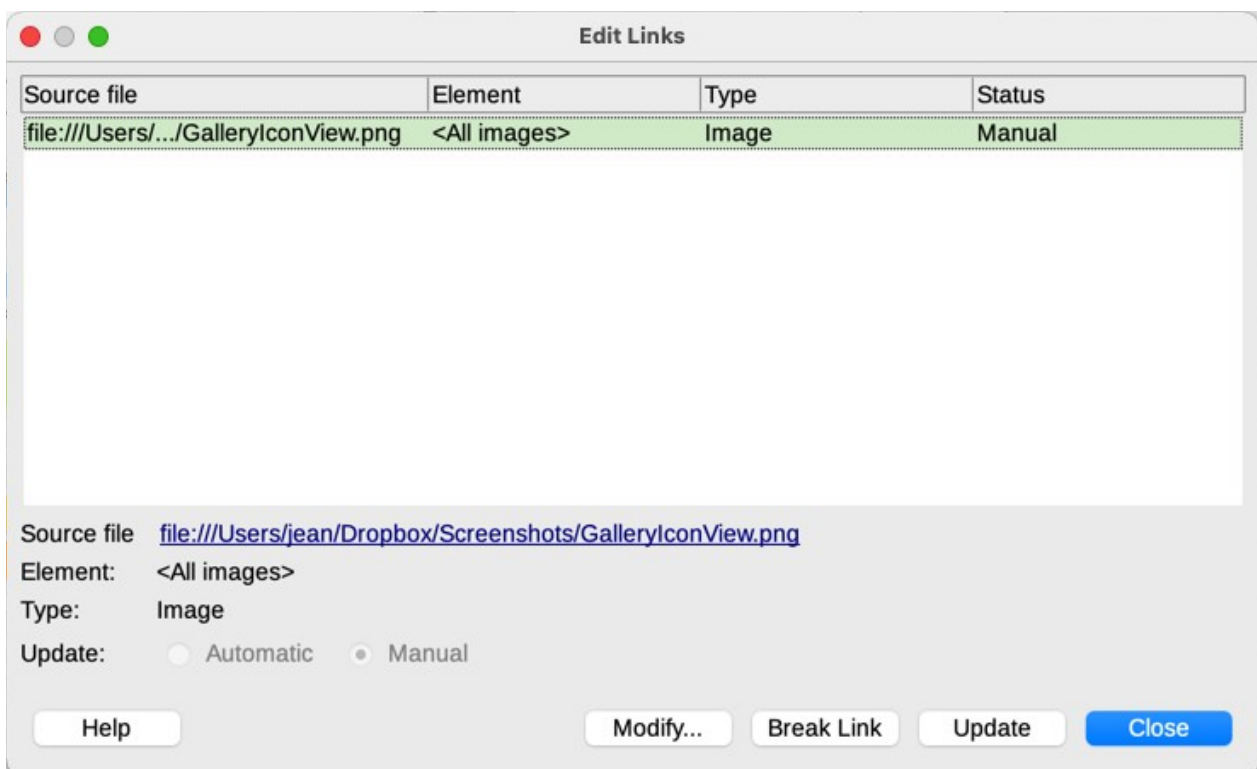 Edit Links
Source file Element Type Status
file:///Users/.../GalleryIconView.png <All images> Image Manual
Source file file:///Users/jean/Dropbox/Screenshots/GalleryIconView.png
Element: <All images>
Type: Image
Update: Automatic Manual
Help Modify... Break Link Update Close